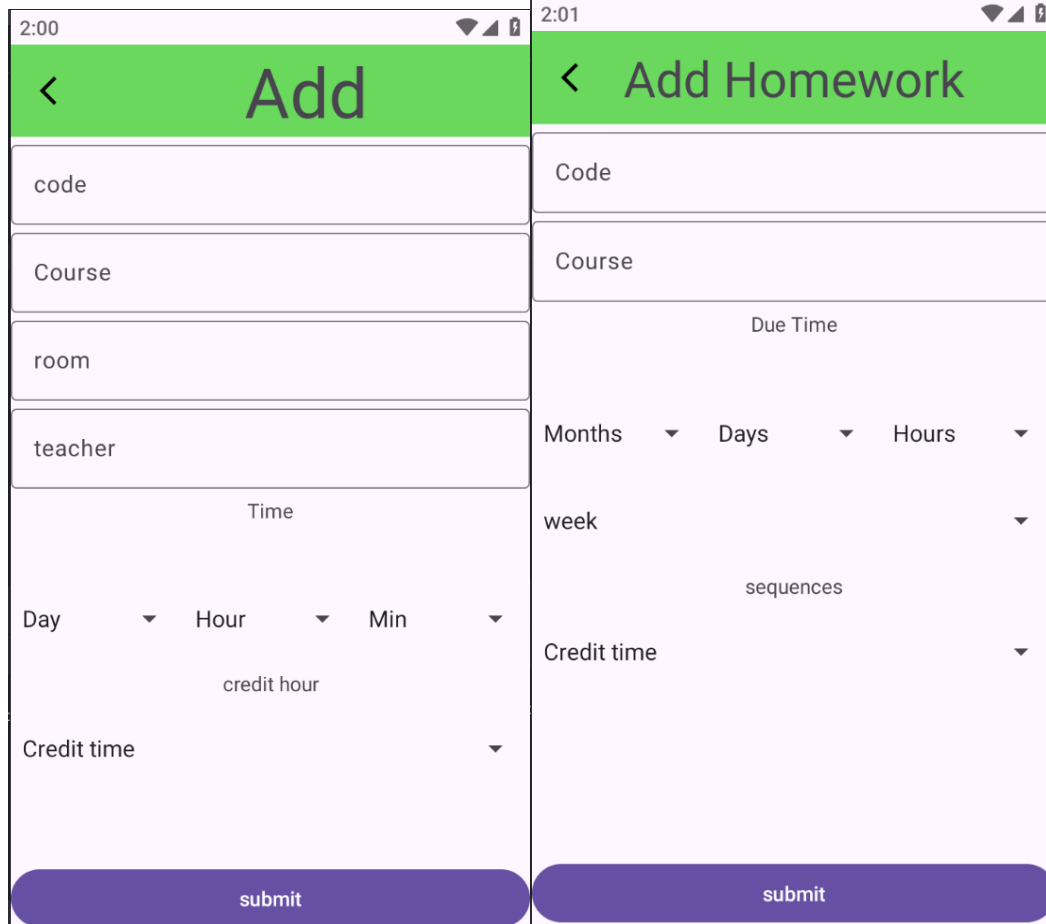 2:00
Add
code
Course
room
teacher
Time
Day Hour Min
credit hour
Credit time
submit
2:01
Add Homework
Code
Course
Due Time
Months Days Hours
week
sequences
Credit time
submit